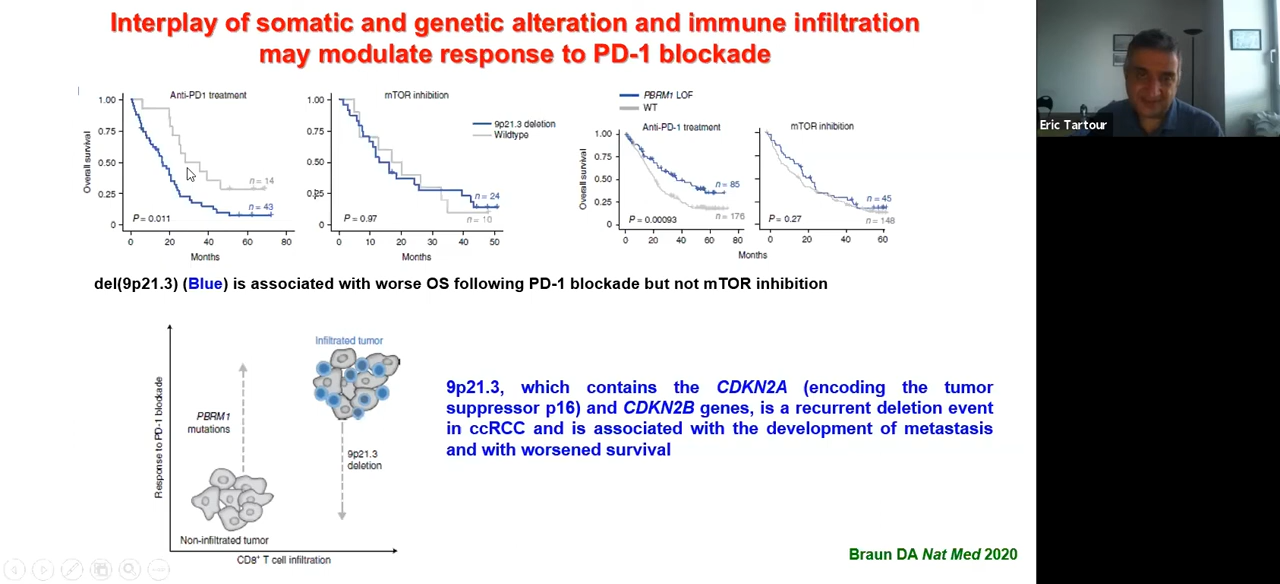 Interplay of somatic and genetic alteration and immune infiltration
may modulate response to PD-1 blockade
Anti-PD1 treatment
Overall survival
1.00
0.75
0.50
0.25
0
n = 14
n = 43
P = 0.011
0 20 40 60 80
Months
mTOR inhibition
1.00
0.75
0.50
0.25
0
9p21.3 deletion
Wildtype
n = 24
n = 10
P = 0.97
0 10 20 30 40 50
Months
PBRM1 LOF
WT
Anti-PD-1 treatment
Overall survival
1.00
0.75
0.50
0.25
0
n = 85
n = 176
P = 0.00093
0 20 40 60 80
mTOR inhibition
n = 45
n = 148
P = 0.27
0 20 40 60
Months
Eric Tartour
del(9p21.3) (Blue) is associated with worse OS following PD-1 blockade but not mTOR inhibition
Response to PD-1 blockade
Infiltrated tumor
PBRM1
mutations
9p21.3
deletion
Non-infiltrated tumor
CD8+ T cell infiltration
9p21.3, which contains the CDKN2A (encoding the tumor
suppressor p16) and CDKN2B genes, is a recurrent deletion event
in ccRCC and is associated with the development of metastasis
and with worsened survival
Braun DA Nat Med 2020